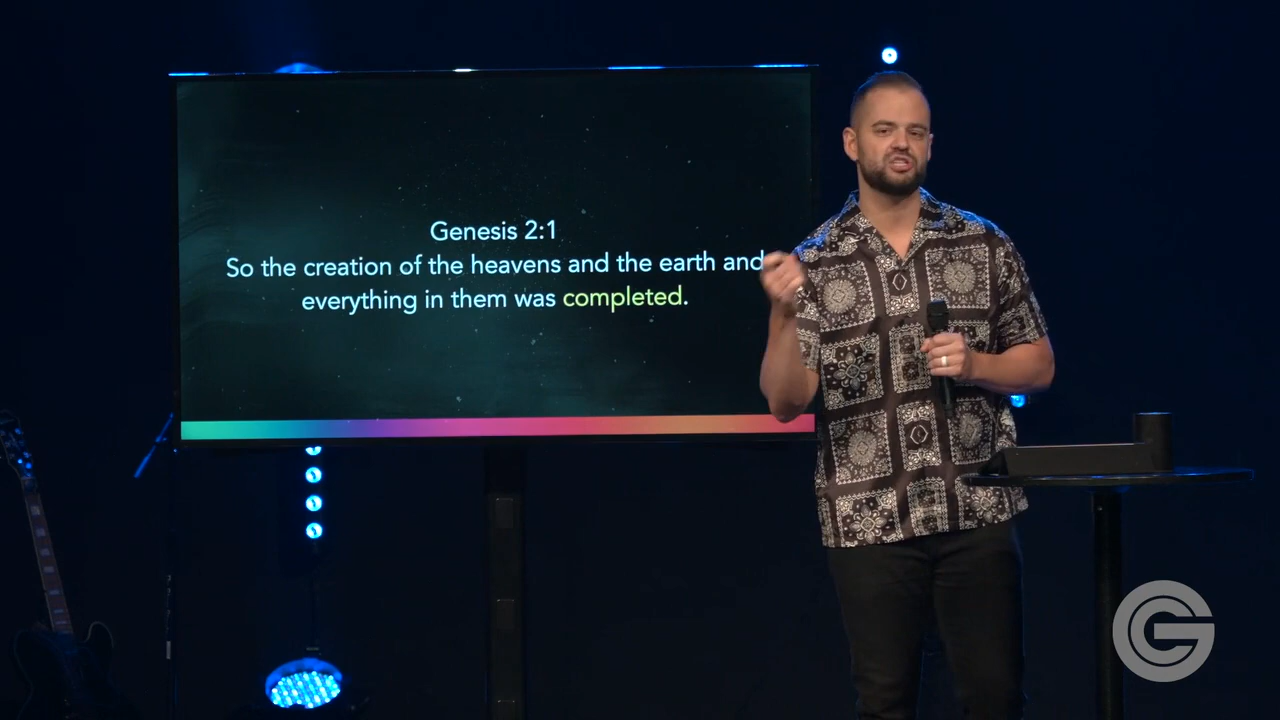 Genesis 2:1
So the creation of the heavens and the earth and
everything in them was completed.